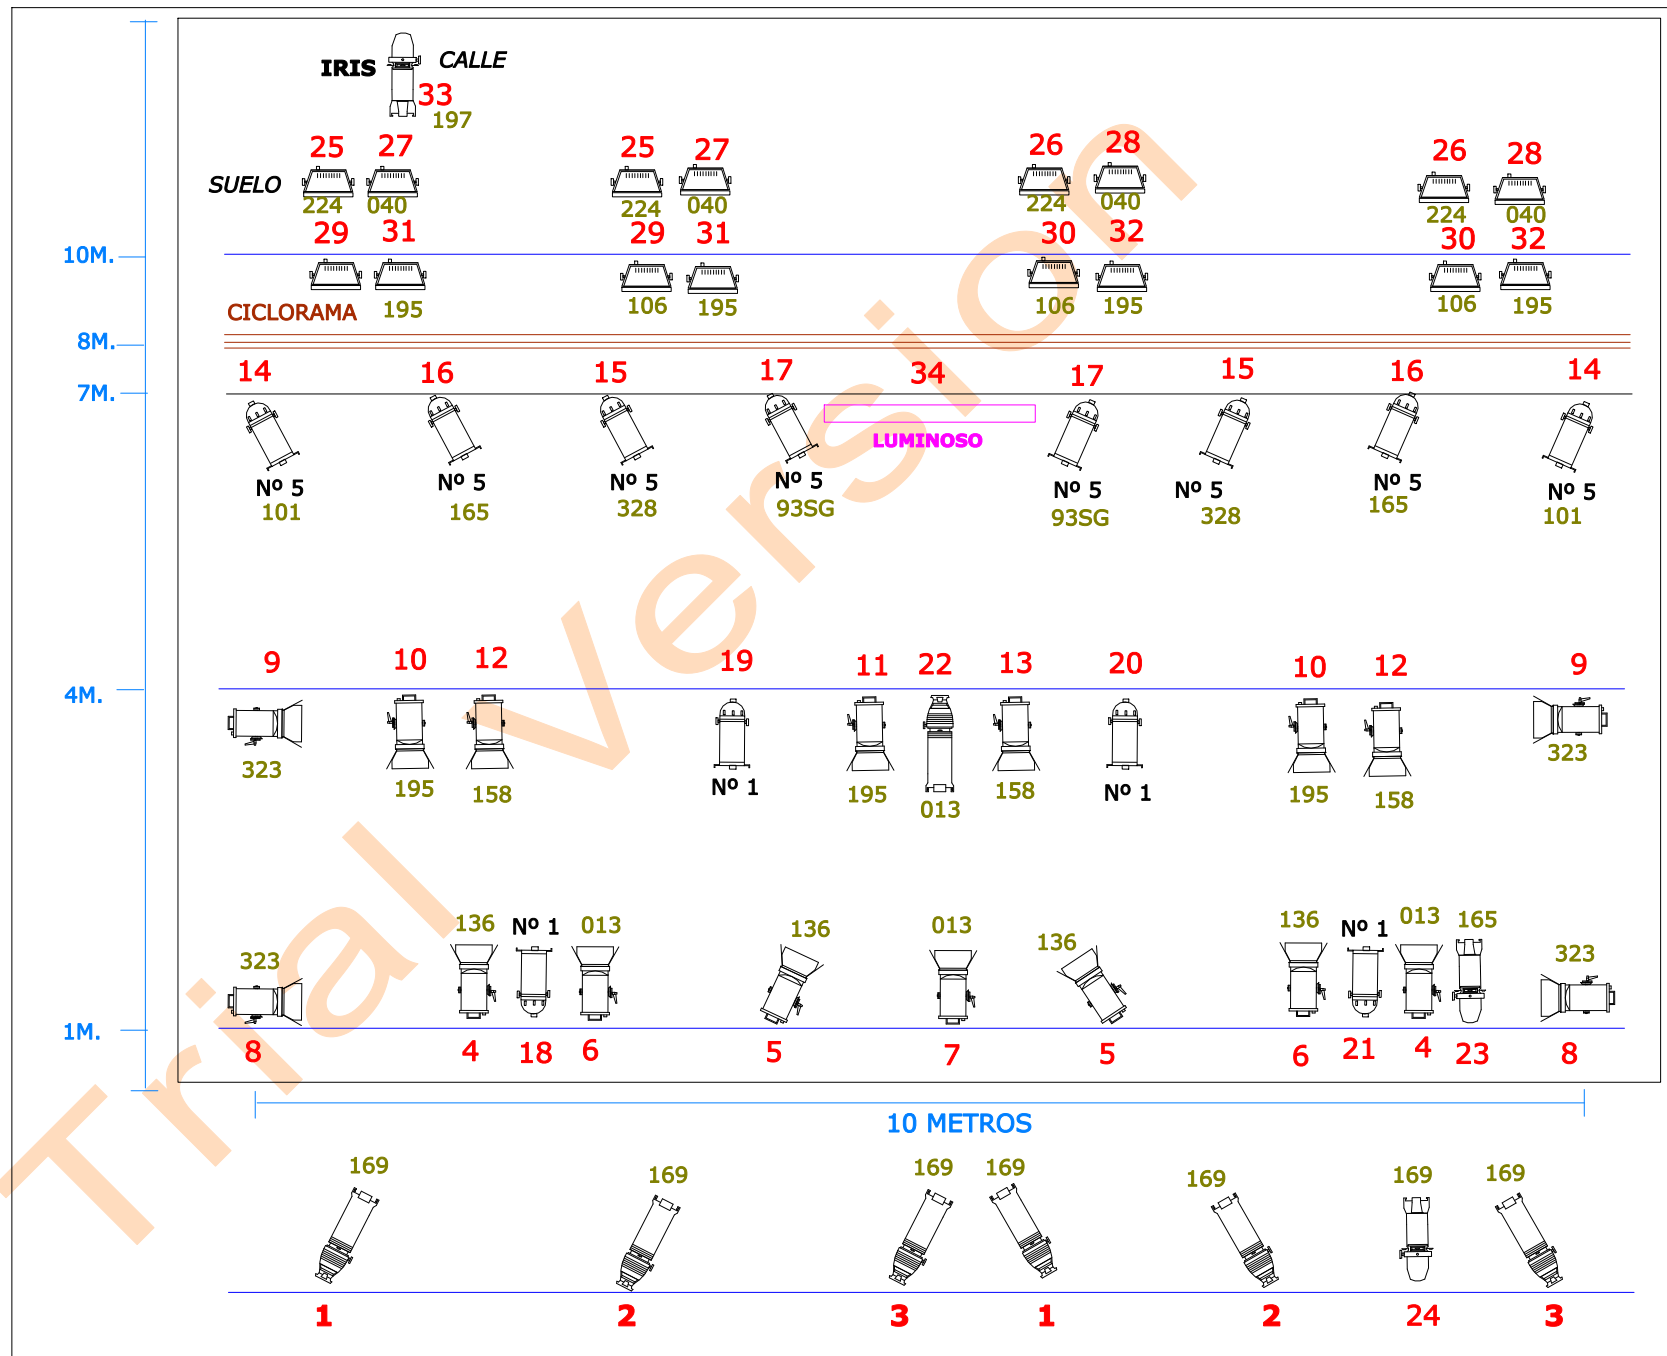 IRIS CALLE
33
197
25 27 25 27 26 28 26 28
SUELO
224 040 224 040 224 040 224 040
29 31 29 31 30 32 30 32
10M.
195 106 195 106 195 106 195
CICLORAMA
8M.
14 16 15 17 34 17 15 16 14
7M.
LUMINOSO
Nº 5 Nº 5 Nº 5 Nº 5 Nº 5 Nº 5 Nº 5 Nº 5
101 165 328 93SG 93SG 328 165 101
9 10 12 19 11 22 13 20 10 12 9
4M.
323 195 158 Nº 1 195 013 158 Nº 1 195 158 323
323 136 Nº 1 013 136 013 136 136 Nº 1 013 165 323
1M.
8 4 18 6 5 7 5 6 21 4 23 8
10 METROS
169 169 169 169 169 169 169
1 2 3 1 2 24 3
Trial Version